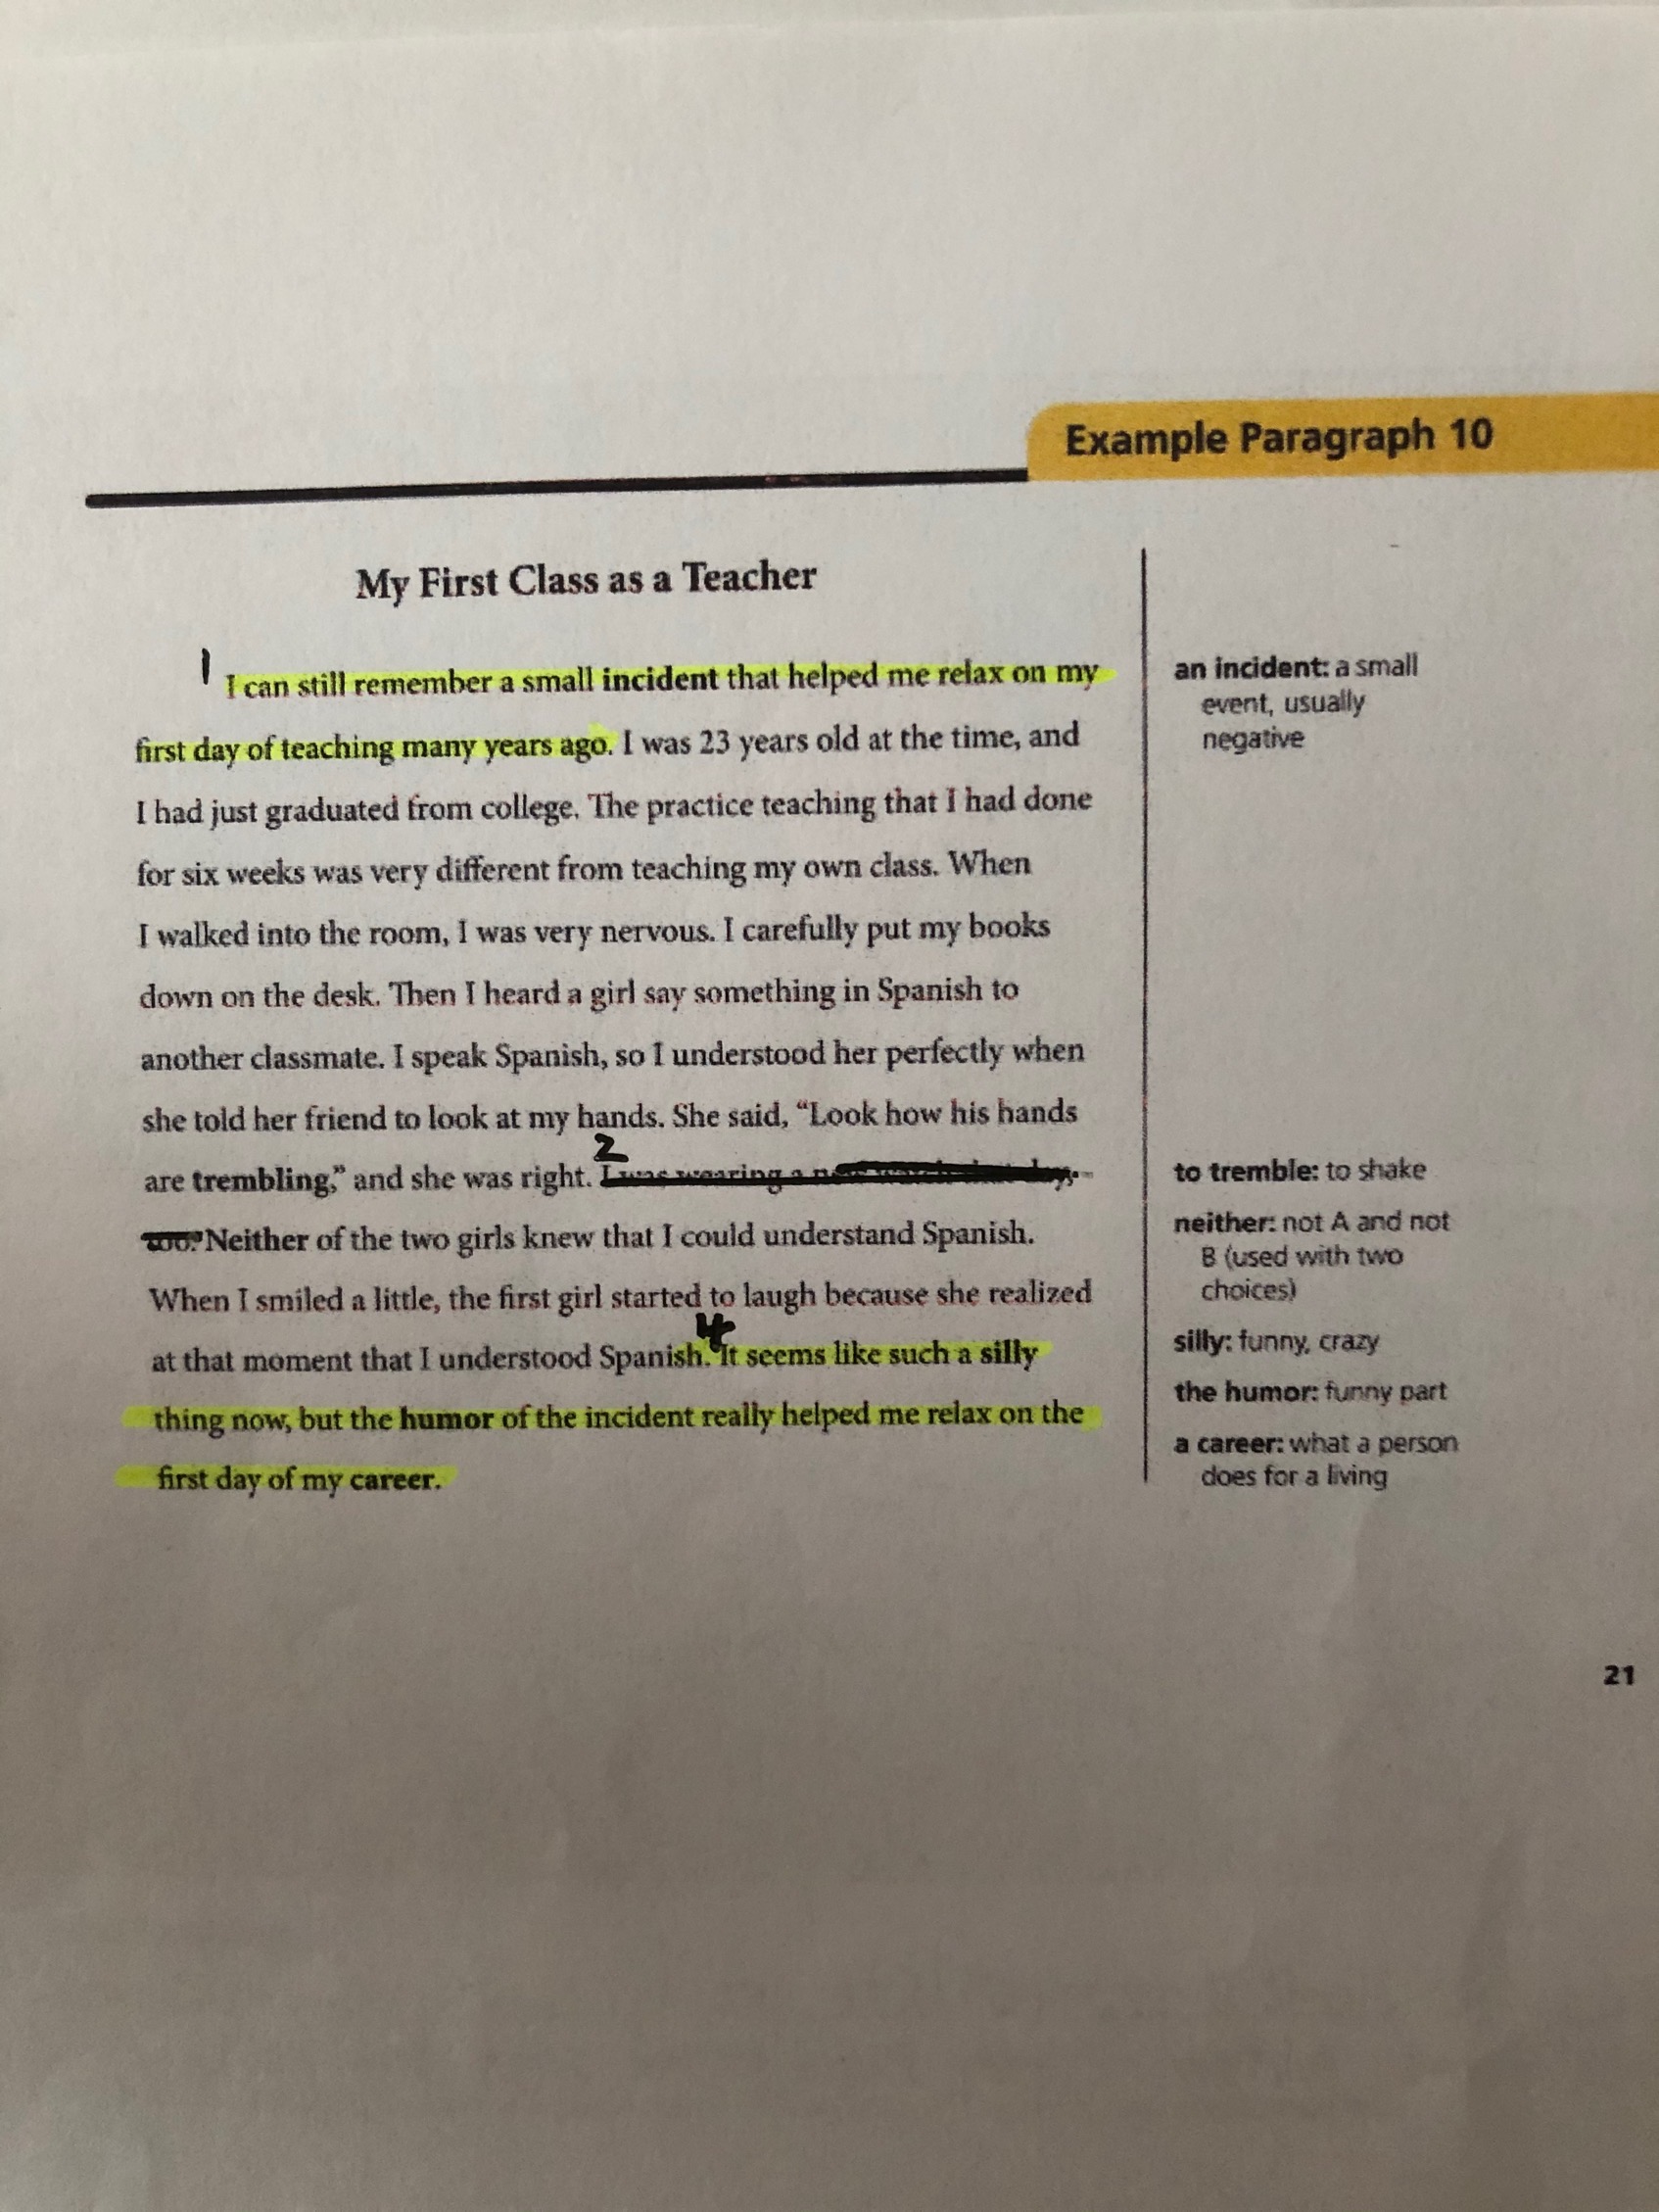 Example Paragraph 10
My First Class as a Teacher
1
I can still remember a small incident that helped me relax on my
first day of teaching many years ago. I was 23 years old at the time, and
I had just graduated from college. The practice teaching that I had done
for six weeks was very different from teaching my own class. When
I walked into the room, I was very nervous. I carefully put my books
down on the desk. Then I heard a girl say something in Spanish to
another classmate. I speak Spanish, so I understood her perfectly when
she told her friend to look at my hands. She said, “Look how his hands
2
are trembling,” and she was right. I was wearing a new watch that day,
too. Neither of the two girls knew that I could understand Spanish.
When I smiled a little, the first girl started to laugh because she realized
4
at that moment that I understood Spanish. It seems like such a silly
thing now, but the humor of the incident really helped me relax on the
first day of my career.
an incident: a small
event, usually
negative
to tremble: to shake
neither: not A and not
B (used with two
choices)
silly: funny, crazy
the humor: funny part
a career: what a person
does for a living
21